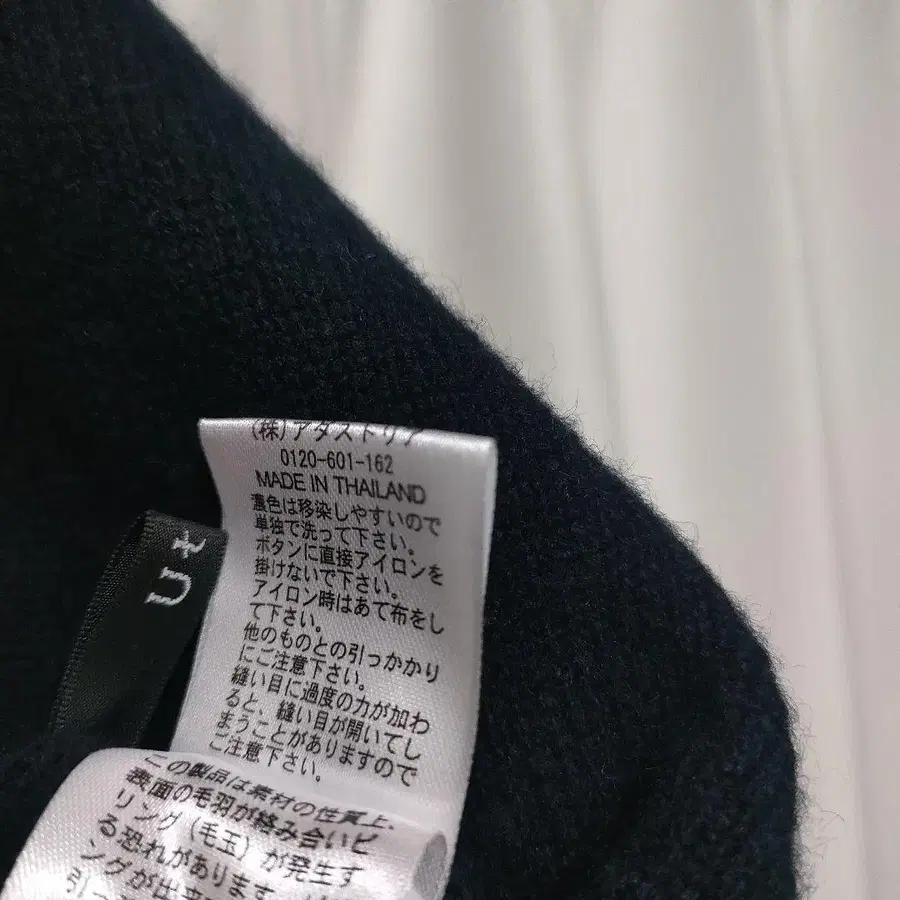 (株)アダストリア
0120-601-162
MADE IN THAILAND
濃色は移染しやすいので
単独で洗って下さい。
ボタンに直接アイロンを
掛けないで下さい。
アイロン時はあて布をし
て下さい。
他のものとの引っかかり
にご注意下さい。
縫い目に過度の力が加わ
ると、縫い目が開いてし
まうことがありますので
ご注意下さい。
この製品は素材の性質上、
表面の毛羽が絡み合いピ
リング(毛玉)が発生す
る恐れがあります。
ングが出来
引っ
U